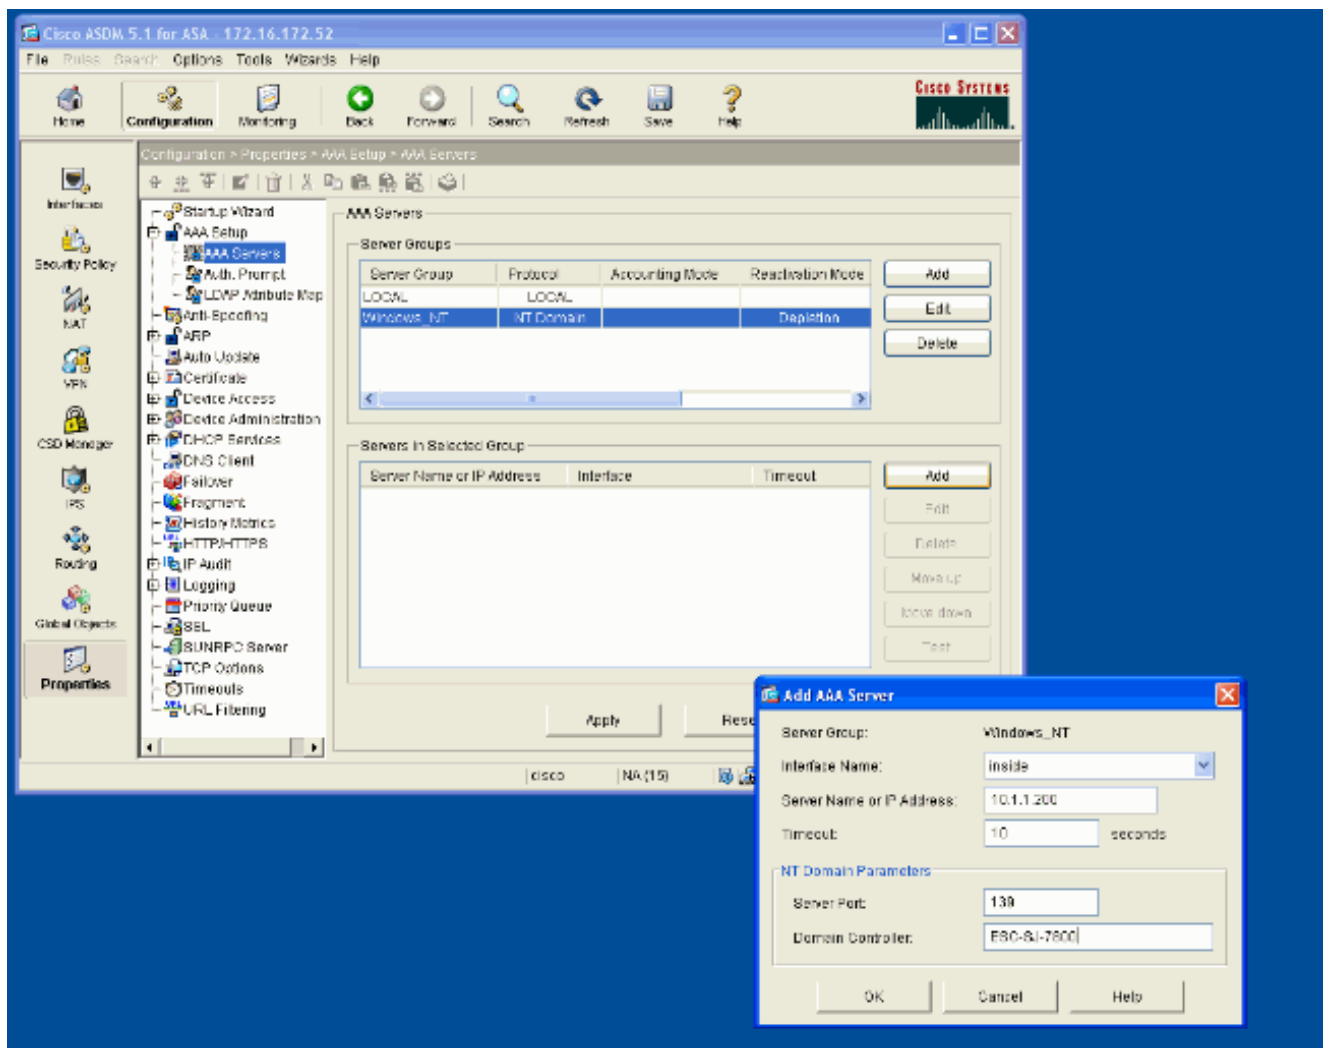 Cisco ASDM 5.1 for ASA - 172.16.172.52
File Rules Search Options Tools Wizards Help
Home Configuration Monitoring Back Forward Search Refresh Save Help
CISCO SYSTEMS
Configuration > Properties > AAA Setup > AAA Servers
Interfaces
Security Policy
NAT
VPN
CSD Manager
IPS
Routing
Global Objects
Properties
Startup Wizard
AAA Setup
AAA Servers
Auth. Prompt
LDAP Attribute Map
Anti-Spoofing
ARP
Auto Update
Certificate
Device Access
Device Administration
DHCP Services
DNS Client
Failover
Fragment
History Metrics
HTTP/HTTPS
IP Audit
Logging
Priority Queue
SSL
SUNRPC Server
TCP Options
Timeouts
URL Filtering
AAA Servers
Server Groups
Server Group Protocol Accounting Mode Reactivation Mode
LOCAL LOCAL
Windows_NT NT Domain Depletion
Add
Edit
Delete
Servers in Selected Group
Server Name or IP Address Interface Timeout
Add
Edit
Delete
Move up
Move down
Test
Apply Rese
cisco NA (15)
Add AAA Server
Server Group: Windows_NT
Interface Name: inside
Server Name or IP Address: 10.1.1.200
Timeout: 10 seconds
NT Domain Parameters
Server Port: 139
Domain Controller: ESC-SJ-7800
OK Cancel Help